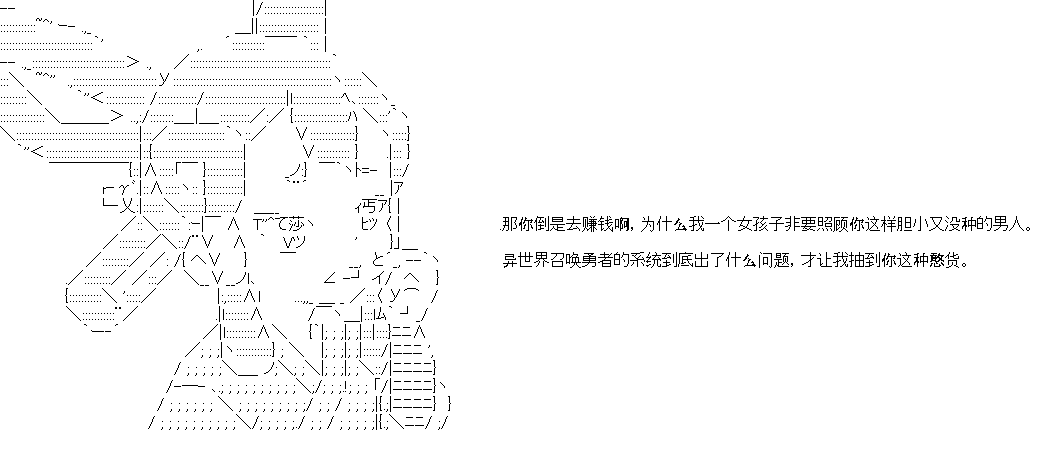 那你倒是去赚钱啊，为什么我一个女孩子非要照顾你这样胆小又没种的男人。
异世界召唤勇者的系统到底出了什么问题，才让我抽到你这种憨货。